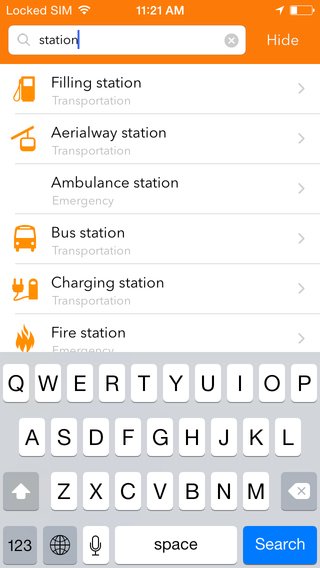 Locked SIM 11:21 AM
station Hide
Filling station
Transportation
Aerialway station
Transportation
Ambulance station
Emergency
Bus station
Transportation
Charging station
Transportation
Fire station
Emergency
Q W E R T Y U I O P
A S D F G H J K L
Z X C V B N M
123 space Search